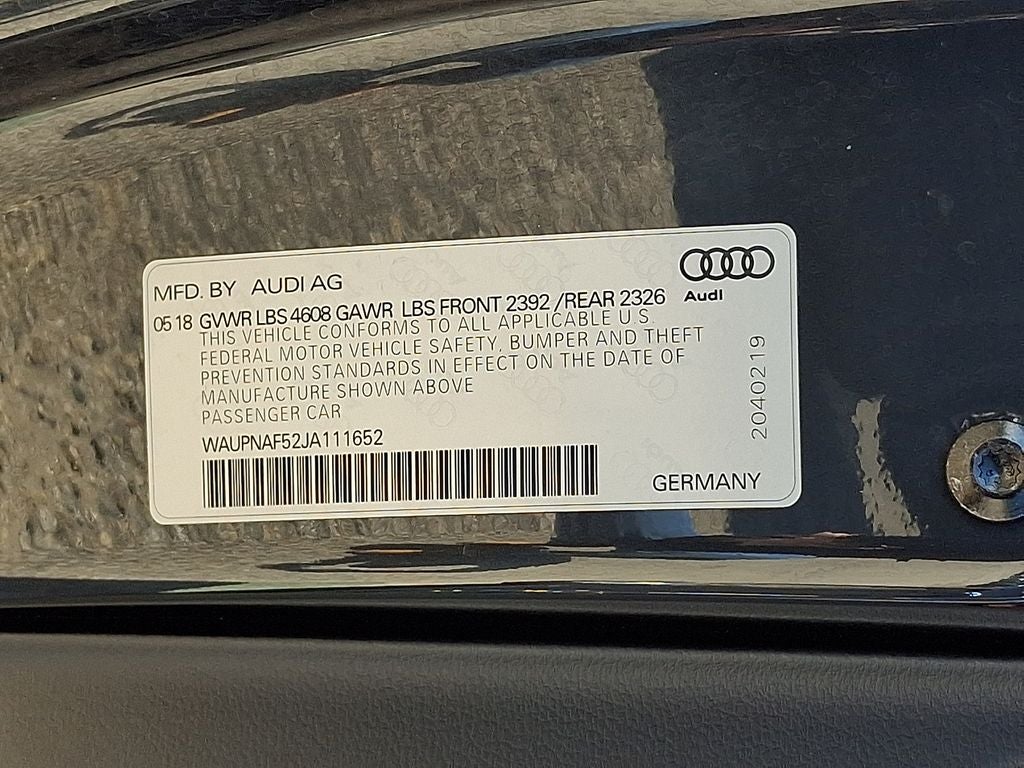 MFD. BY AUDI AG
Audi
05 18 GVWR LBS 4608 GAWR LBS FRONT 2392 /REAR 2326
THIS VEHICLE CONFORMS TO ALL APPLICABLE U.S.
FEDERAL MOTOR VEHICLE SAFETY, BUMPER AND THEFT
PREVENTION STANDARDS IN EFFECT ON THE DATE OF
MANUFACTURE SHOWN ABOVE
PASSENGER CAR
WAUPNAF52JA111652
GERMANY
2040219